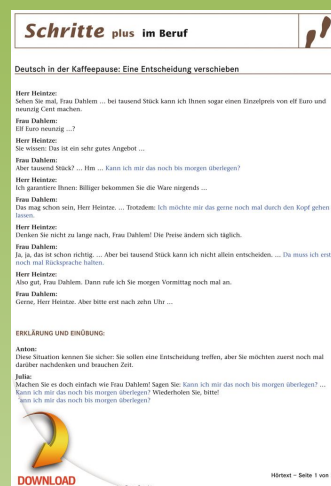 Schritte plus im Beruf
Deutsch in der Kaffeepause: Eine Entscheidung verschieben
Herr Heintze:
Sehen Sie mal, Frau Dahlem … bei tausend Stück kann ich Ihnen sogar einen Einzelpreis von elf Euro und
neunzig Cent machen.
Frau Dahlem:
Elf Euro neunzig …?
Herr Heintze:
Sie wissen: Das ist ein sehr gutes Angebot …
Frau Dahlem:
Aber tausend Stück? … Hm … Kann ich mir das noch bis morgen überlegen?
Herr Heintze:
Ich garantiere Ihnen: Billiger bekommen Sie die Ware nirgends …
Frau Dahlem:
Das mag schon sein, Herr Heintze. … Trotzdem: Ich möchte mir das gerne noch mal durch den Kopf gehen
lassen.
Herr Heintze:
Denken Sie nicht zu lange nach, Frau Dahlem! Die Preise ändern sich täglich.
Frau Dahlem:
Ja, ja, das ist schon richtig. … Aber bei tausend Stück kann ich nicht allein entscheiden. … Da muss ich erst
noch mal Rücksprache halten.
Herr Heintze:
Also gut, Frau Dahlem. Dann rufe ich Sie morgen Vormittag noch mal an.
Frau Dahlem:
Gerne, Herr Heintze. Aber bitte erst nach zehn Uhr …
ERKLÄRUNG UND EINÜBUNG:
Anton:
Diese Situation kennen Sie sicher: Sie sollen eine Entscheidung treffen, aber Sie möchten zuerst noch mal
darüber nachdenken und brauchen Zeit.
Julia:
Machen Sie es doch einfach wie Frau Dahlem! Sagen Sie: Kann ich mir das noch bis morgen überlegen? …
Kann ich mir das noch bis morgen überlegen? Wiederholen Sie, bitte!
ann ich mir das noch bis morgen überlegen?
DOWNLOAD
Hörtext – Seite 1 von